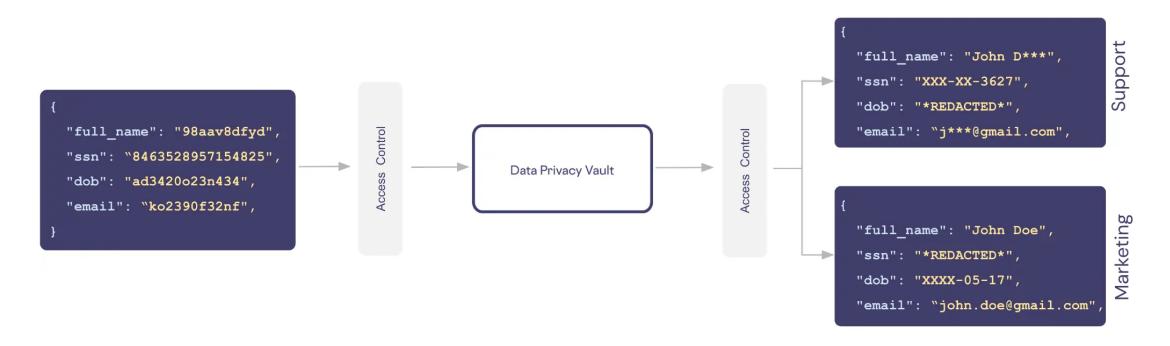 {
"full_name": "98aav8dfyd",
"ssn": “8463528957154825",
"dob": "ad3420o23n434",
"email": “ko2390f32nf",
}
Access Control
Data Privacy Vault
Access Control
{
"full_name": "John D***",
"ssn": "XXX-XX-3627",
"dob": "*REDACTED*",
"email": “j***@gmail.com",
Support
{
"full_name": "John Doe",
"ssn": "*REDACTED*",
"dob": "XXXX-05-17",
"email": “john.doe@gmail.com",
Marketing